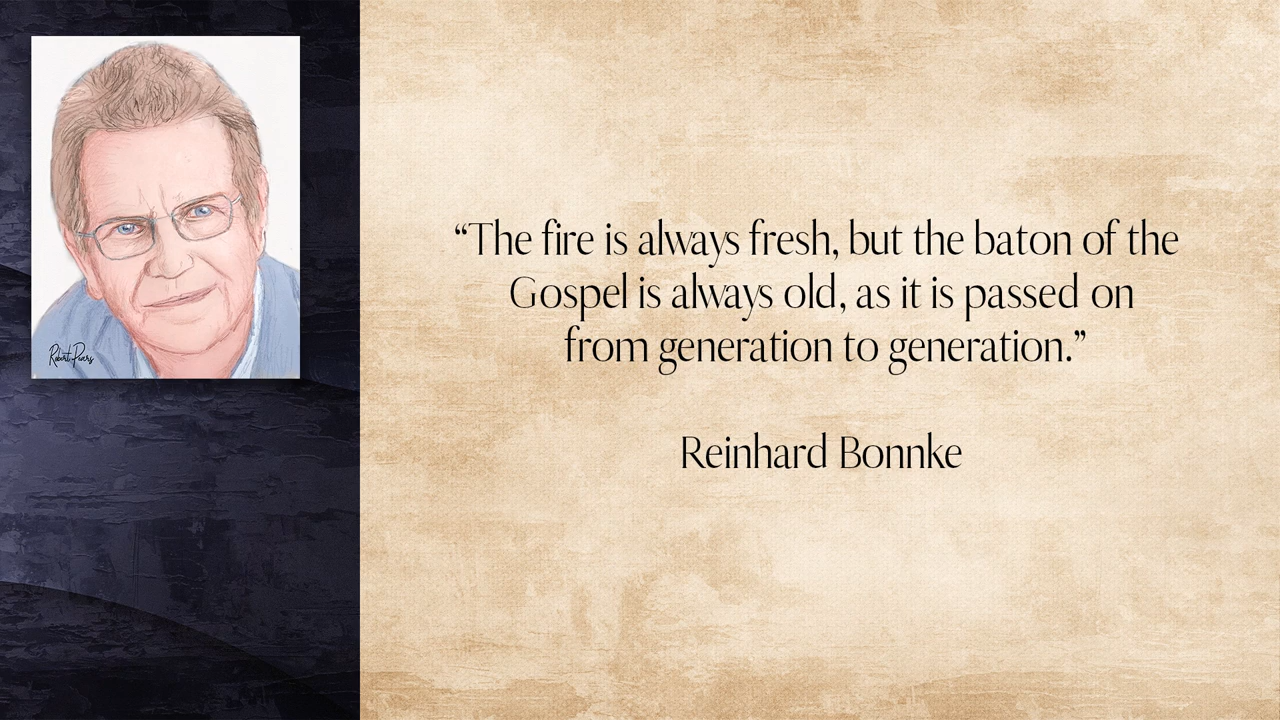 “The fire is always fresh, but the baton of the
Gospel is always old, as it is passed on
from generation to generation.”
Reinhard Bonnke